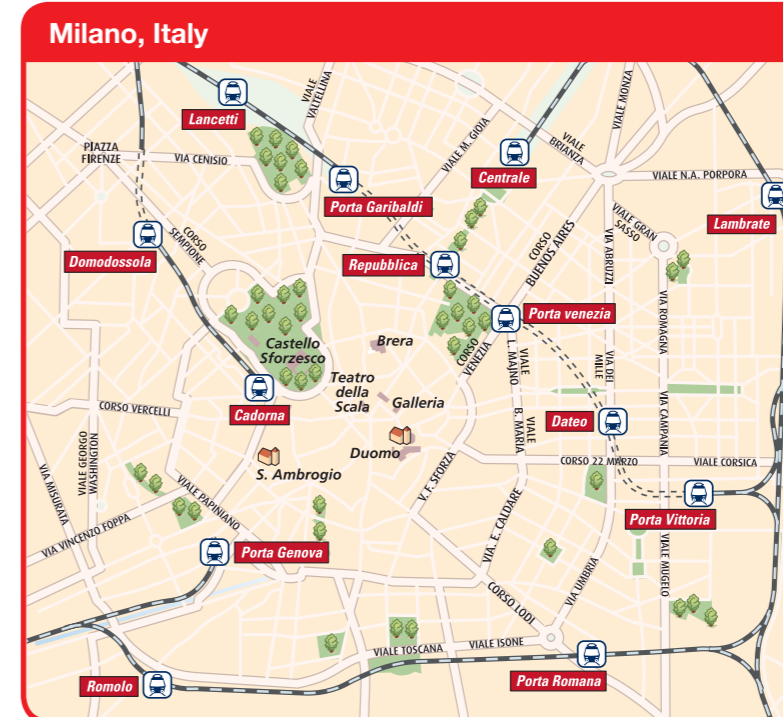 Milano, Italy
VIALE
VALTELLINA
VIALE MONZA
Lancetti
VIALE M. GIOIA
VIALE
BRIANZA
PIAZZA
FIRENZE
VIA CENISIO
Centrale
VIALE N.A. PORPORA
Porta Garibaldi
Lambrate
CORSO
SEMPIONE
VIALE GRAN
SASSO
Domodossola
Repubblica
CORSO
BUENOS AIRES
VIA ABRUZZI
Porta venezia
VIA ROMAGNA
Castello
Sforzesco
Brera
CORSO
VENEZIA
VIALE
L. MAJNO
VIA DEI
MILLE
Teatro
della
Scala
Galleria
CORSO VERCELLI
Cadorna
VIALE
B. MARIA
Dateo
VIA CAMPANIA
VIALE GEORGO
WASHINGTON
Duomo
S. Ambrogio
V. F. SFORZA
CORSO 22 MARZO
VIALE CORSICA
VIA MISURATA
VIALE PAPINIANO
VIA. E. CALDARE
Porta Vittoria
VIA VINCENZO FOPPA
Porta Genova
VIA UMBRIA
VIALE MUGELO
CORSO LODI
VIALE TOSCANA
VIALE ISONE
Romolo
Porta Romana